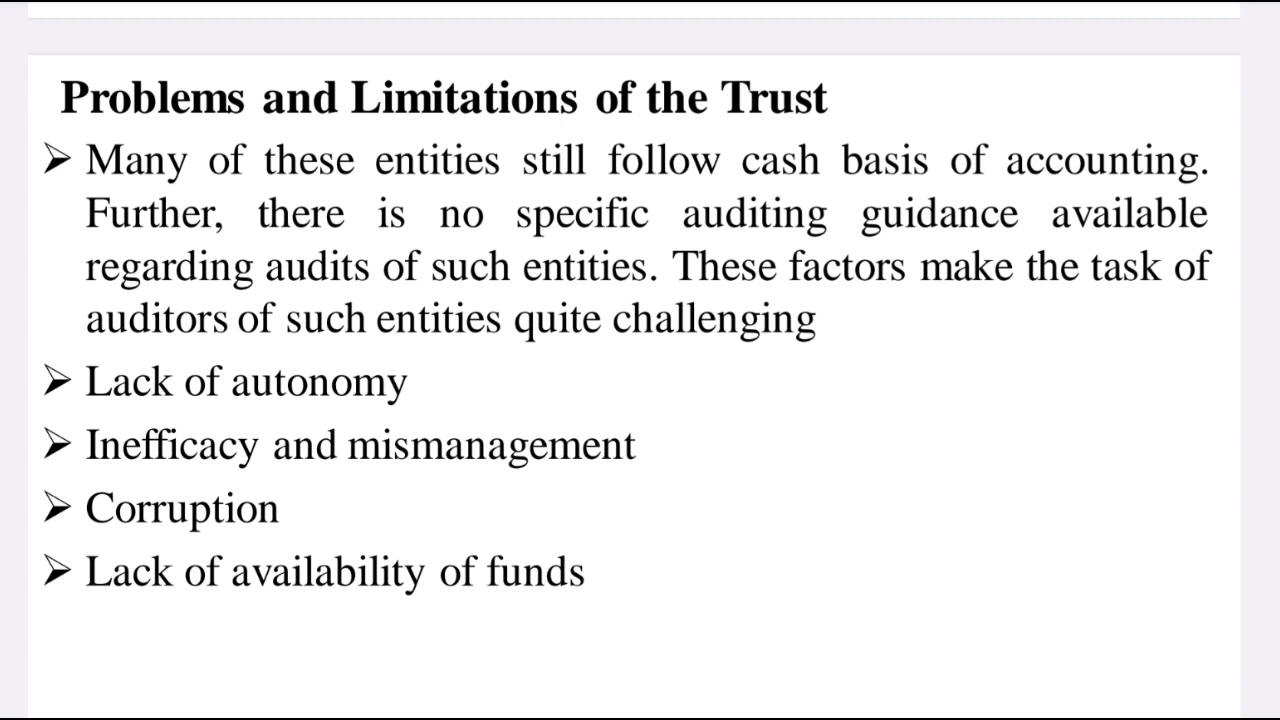 Problems and Limitations of the Trust
➢ Many of these entities still follow cash basis of accounting.
Further, there is no specific auditing guidance available
regarding audits of such entities. These factors make the task of
auditors of such entities quite challenging
➢ Lack of autonomy
➢ Inefficacy and mismanagement
➢ Corruption
➢ Lack of availability of funds